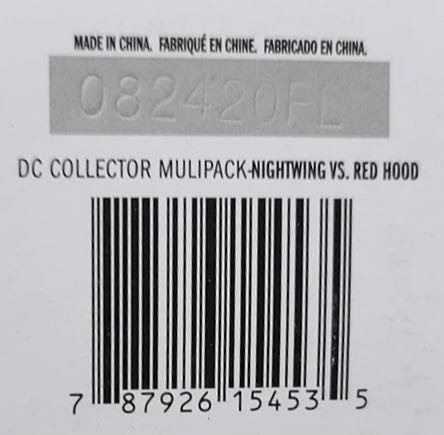 MADE IN CHINA. FABRIQUÉ EN CHINE. FABRICADO EN CHINA.
082420FL
DC COLLECTOR MULIPACK-NIGHTWING VS. RED HOOD
7 87926 15453 5